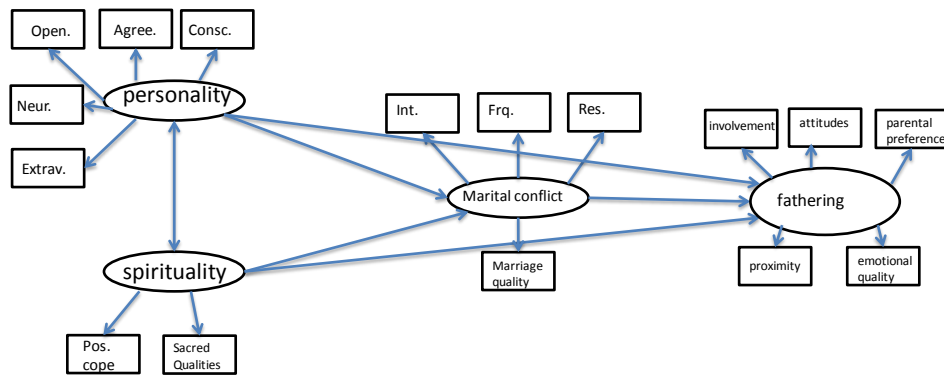 Open.
Agree.
Consc.
personality
Neur.
Extrav.
Int.
Frq.
Res.
involvement
attitudes
parental
preference
Marital conflict
fathering
spirituality
Marriage
quality
proximity
emotional
quality
Pos.
cope
Sacred
Qualities